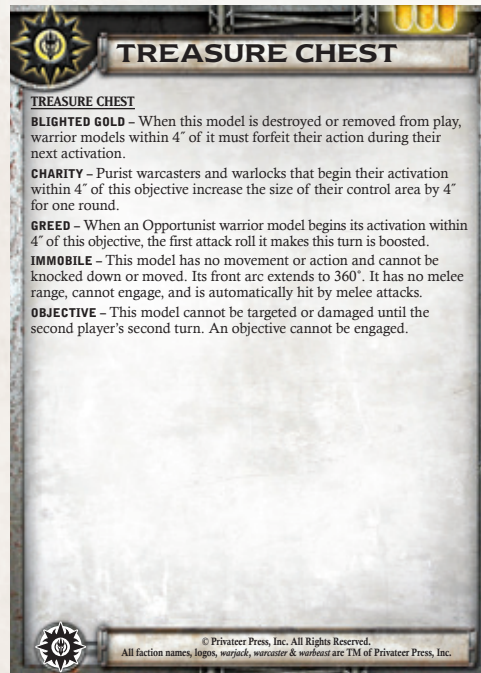 TREASURE CHEST
TREASURE CHEST
BLIGHTED GOLD – When this model is destroyed or removed from play,
warrior models within 4˝ of it must forfeit their action during their
next activation.
CHARITY – Purist warcasters and warlocks that begin their activation
within 4˝ of this objective increase the size of their control area by 4˝
for one round.
GREED – When an Opportunist warrior model begins its activation within
4˝ of this objective, the first attack roll it makes this turn is boosted.
IMMOBILE – This model has no movement or action and cannot be
knocked down or moved. Its front arc extends to 360˚. It has no melee
range, cannot engage, and is automatically hit by melee attacks.
OBJECTIVE – This model cannot be targeted or damaged until the
second player's second turn. An objective cannot be engaged.
© Privateer Press, Inc. All Rights Reserved.
All faction names, logos, warjack, warcaster & warbeast are TM of Privateer Press, Inc.